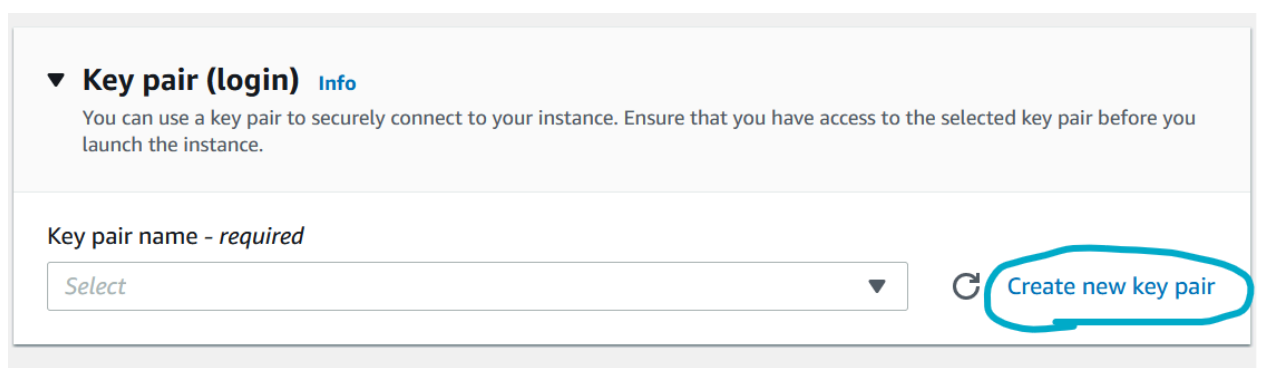 Key pair (login) Info
You can use a key pair to securely connect to your instance. Ensure that you have access to the selected key pair before you
launch the instance.
Key pair name - required
Select
Create new key pair